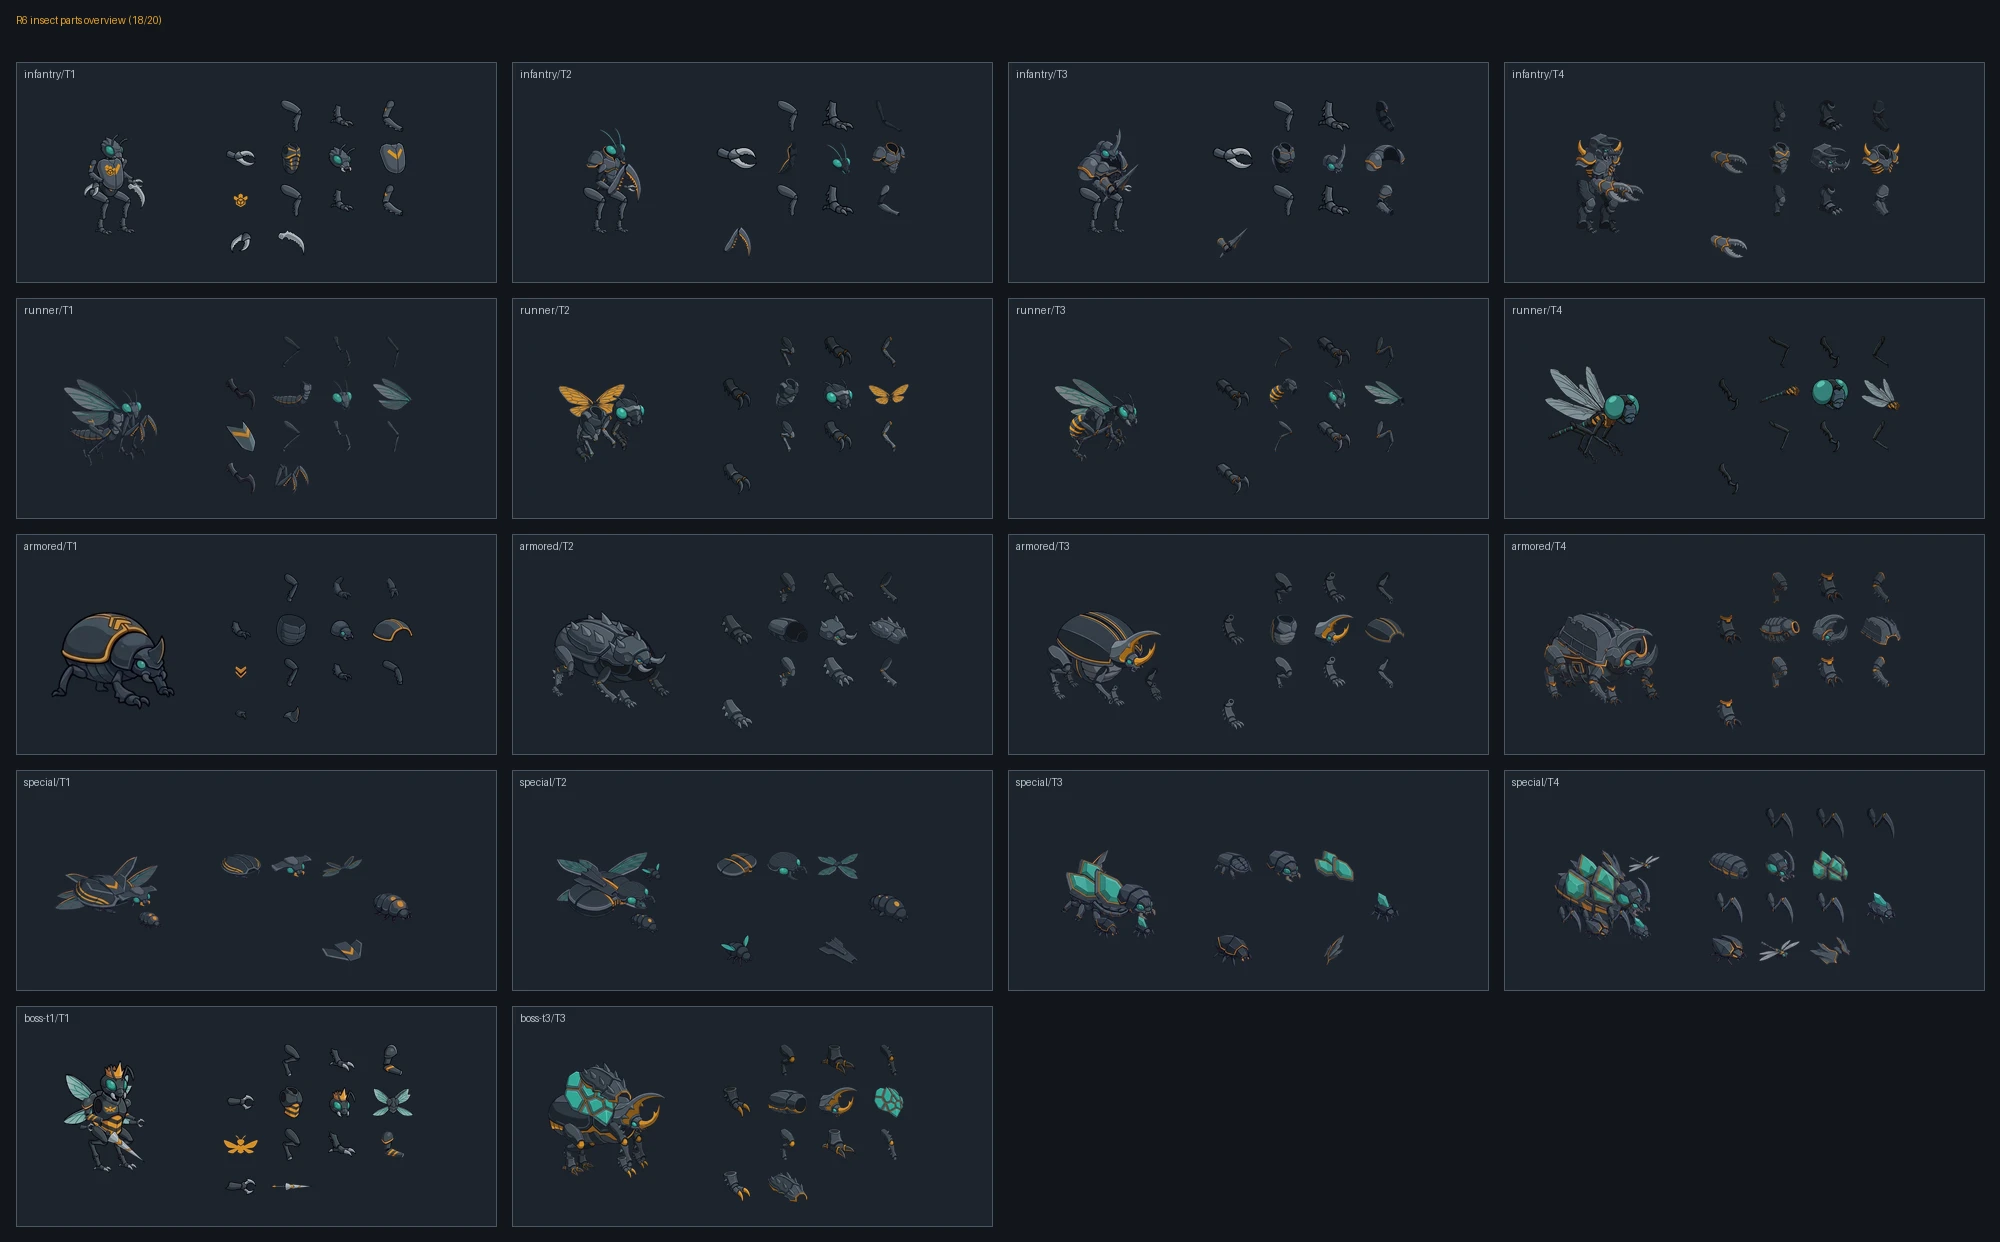 R6 insect parts overview (18/20)
infantry/T1
infantry/T2
infantry/T3
infantry/T4
runner/T1
runner/T2
runner/T3
runner/T4
armored/T1
armored/T2
armored/T3
armored/T4
special/T1
special/T2
special/T3
special/T4
boss-t1/T1
boss-t3/T3